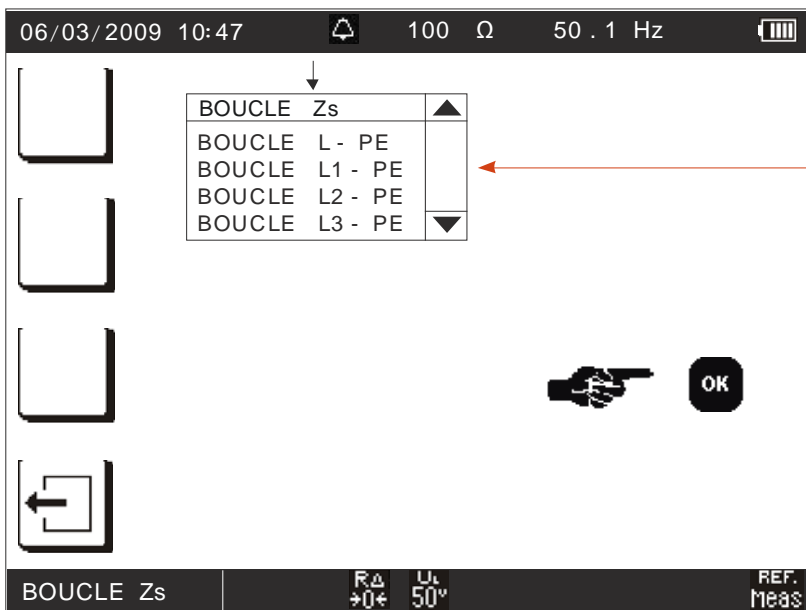 06/03/2009 10:47 100 Ω 50.1 Hz
BOUCLE Zs
BOUCLE L - PE
BOUCLE L1 - PE
BOUCLE L2 - PE
BOUCLE L3 - PE
OK
BOUCLE Zs RΔ →0← UL 50V REF. Meas